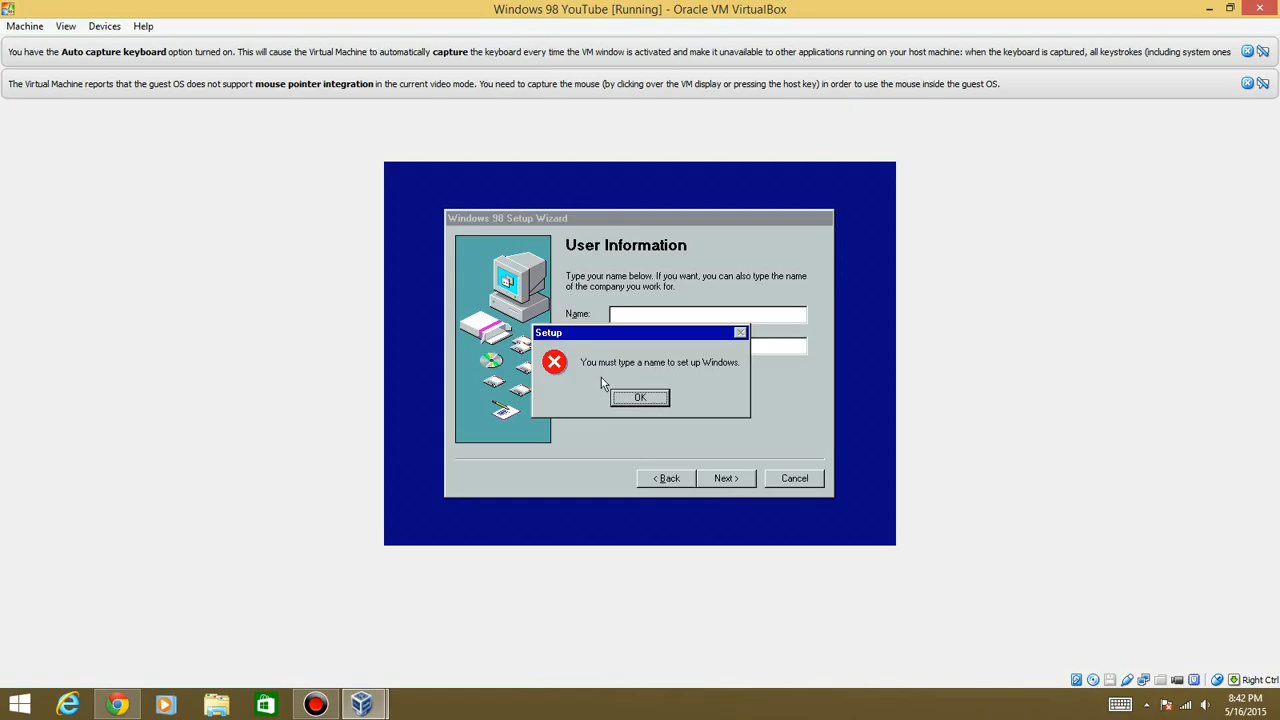 Windows 98 YouTube [Running] - Oracle VM VirtualBox
Machine View Devices Help
You have the Auto capture keyboard option turned on. This will cause the Virtual Machine to automatically capture the keyboard every time the VM window is activated and make it unavailable to other applications running on your host machine: when the keyboard is captured, all keystrokes (including system ones
The Virtual Machine reports that the guest OS does not support mouse pointer integration in the current video mode. You need to capture the mouse (by clicking over the VM display or pressing the host key) in order to use the mouse inside the guest OS.
Windows 98 Setup Wizard
User Information
Type your name below. If you want, you can also type the name
of the company you work for.
Name:
Setup
You must type a name to set up Windows.
OK
< Back Next > Cancel
Right Ctrl
8:42 PM
5/16/2015